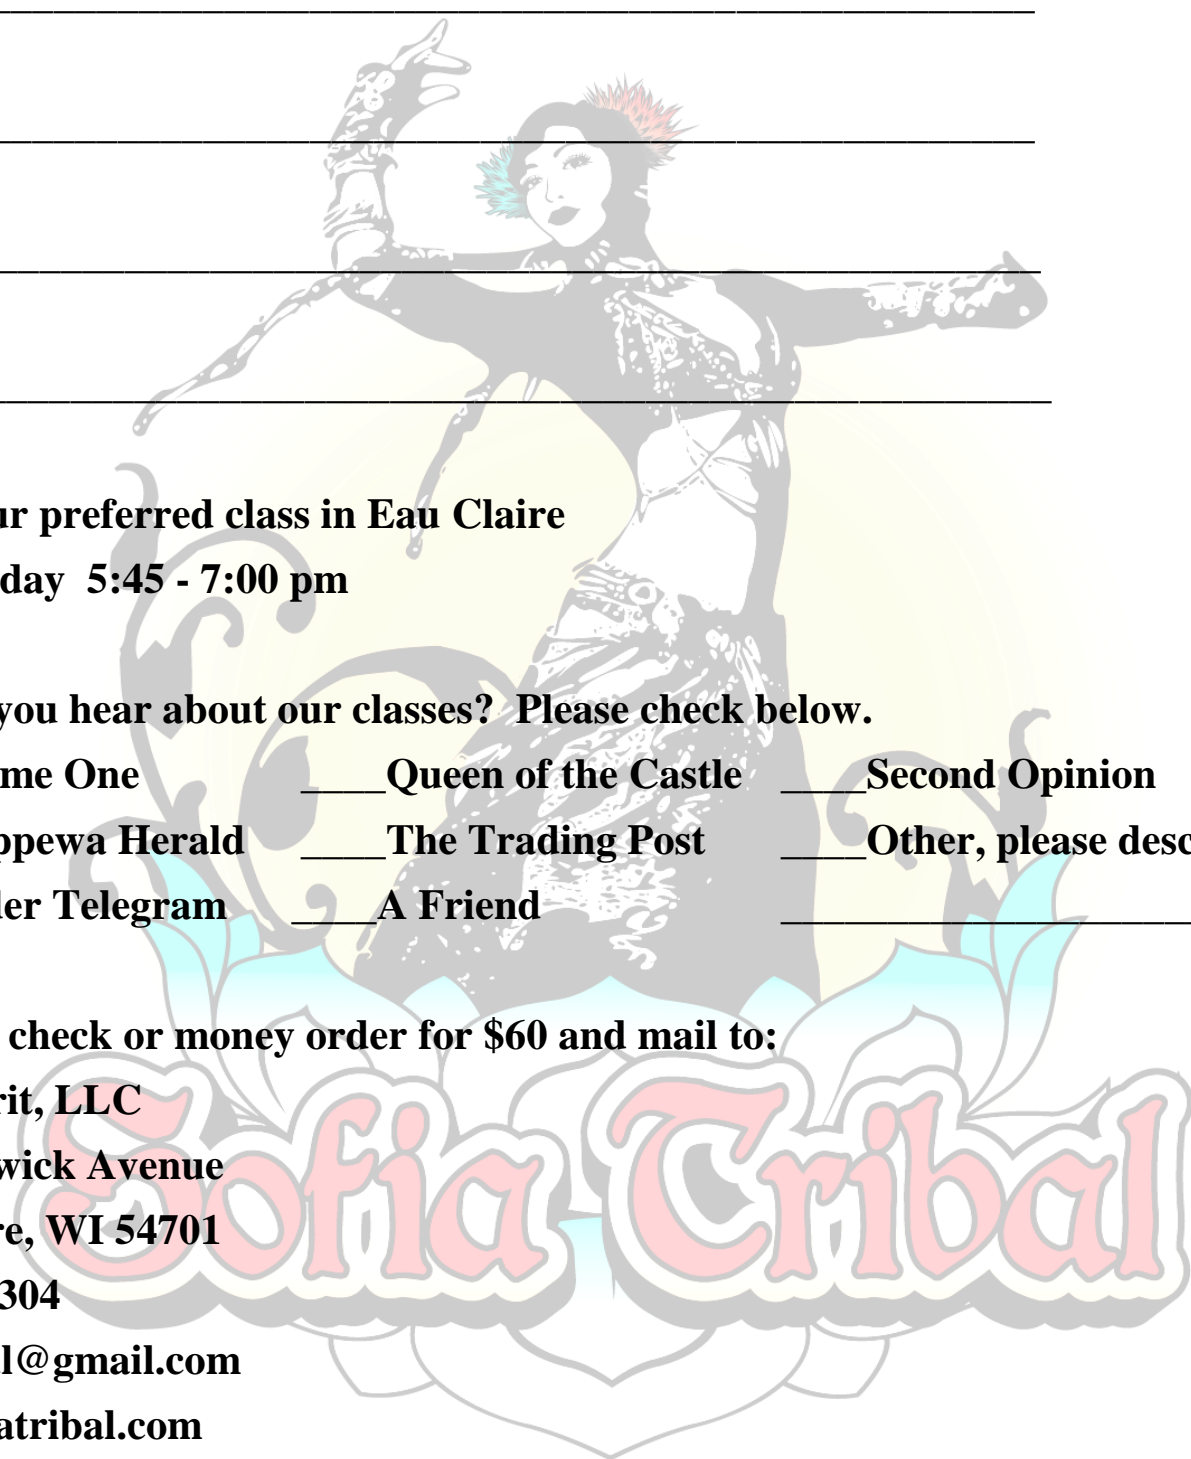 ur preferred class in Eau Claire
day 5:45 - 7:00 pm
you hear about our classes? Please check below.
me One ____Queen of the Castle ____Second Opinion
ppewa Herald ____The Trading Post ____Other, please desc
ler Telegram ____A Friend ____________________
check or money order for $60 and mail to:
rit, LLC
wick Avenue
re, WI 54701
304
l@gmail.com
atribal.com
Sofia Tribal